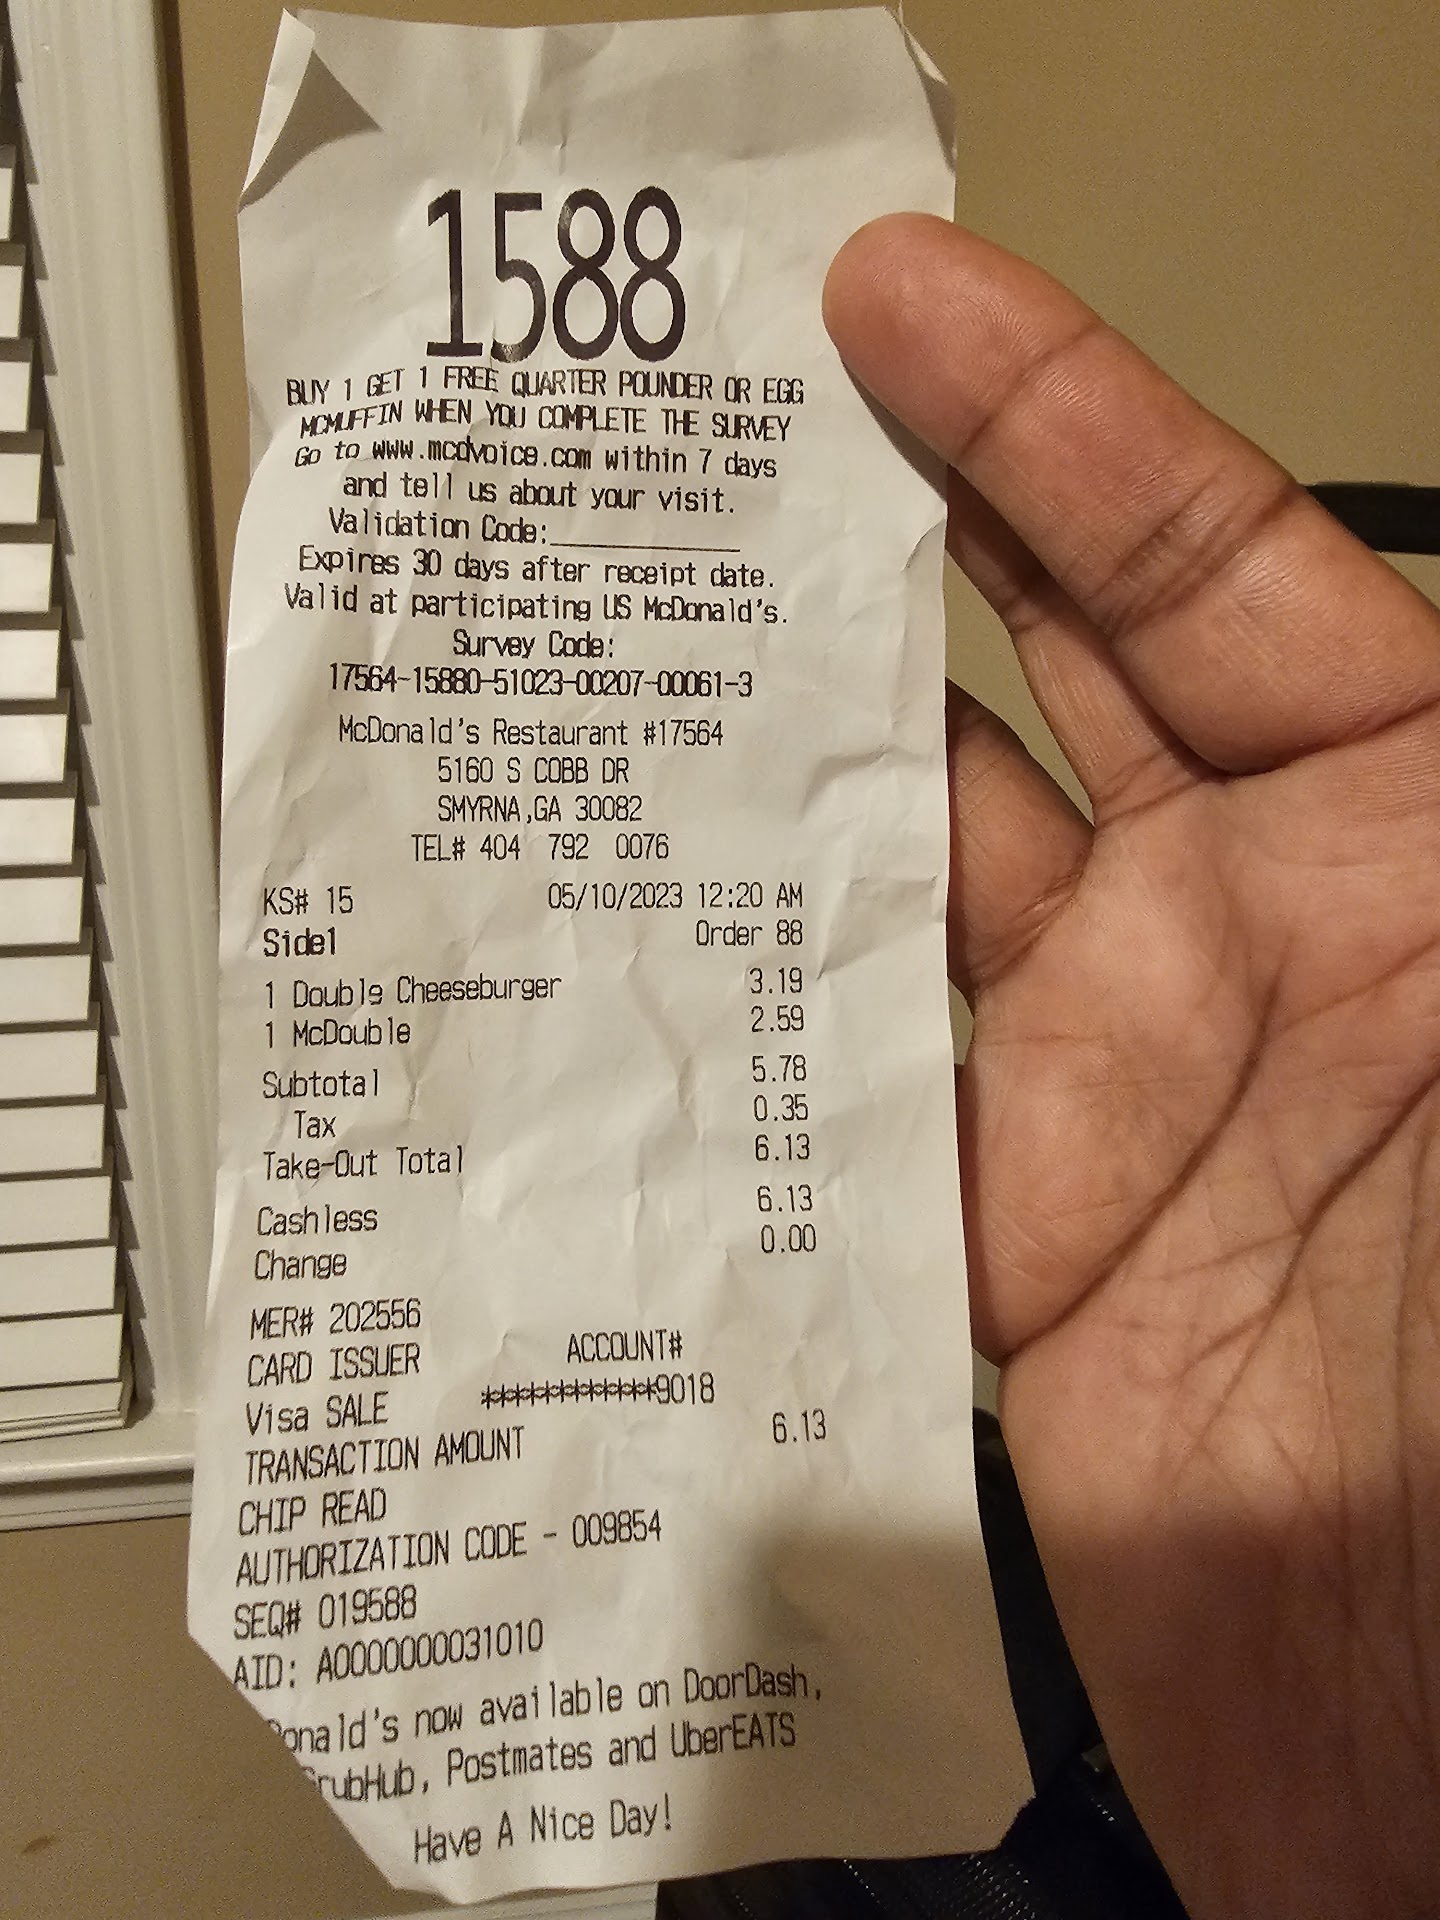 1588
BUY 1 GET 1 FREE QUARTER POUNDER OR EGG
MCMUFFIN WHEN YOU COMPLETE THE SURVEY
Go to www.mcdvoice.com within 7 days
and tell us about your visit.
Validation Code:____________
Expires 30 days after receipt date.
Valid at participating US McDonald's.
Survey Code:
17564-15880-51023-00207-00061-3
McDonald's Restaurant #17564
5160 S COBB DR
SMYRNA,GA 30082
TEL# 404 792 0076
KS# 15 05/10/2023 12:20 AM
Side1 Order 88
1 Double Cheeseburger 3.19
1 McDouble 2.59
Subtotal 5.78
Tax 0.35
Take-Out Total 6.13
Cashless 6.13
Change 0.00
MER# 202556
CARD ISSUER ACCOUNT#
Visa SALE ************9018
TRANSACTION AMOUNT 6.13
CHIP READ
AUTHORIZATION CODE - 009854
SEQ# 019588
AID: A0000000031010
Donald's now available on DoorDash,
GrubHub, Postmates and UberEATS
Have A Nice Day!